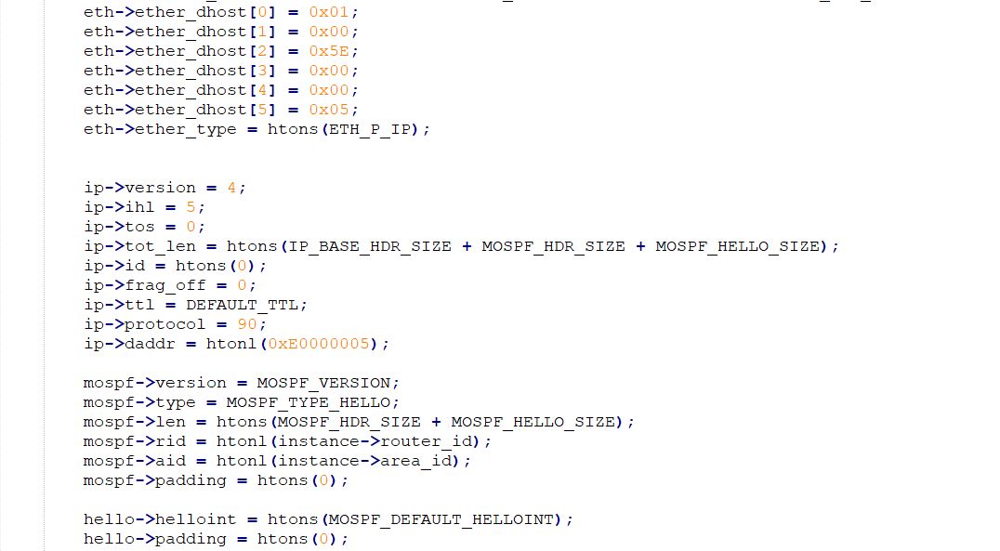 eth->ether_dhost[0] = 0x01;
eth->ether_dhost[1] = 0x00;
eth->ether_dhost[2] = 0x5E;
eth->ether_dhost[3] = 0x00;
eth->ether_dhost[4] = 0x00;
eth->ether_dhost[5] = 0x05;
eth->ether_type = htons(ETH_P_IP);
ip->version = 4;
ip->ihl = 5;
ip->tos = 0;
ip->tot_len = htons(IP_BASE_HDR_SIZE + MOSPF_HDR_SIZE + MOSPF_HELLO_SIZE);
ip->id = htons(0);
ip->frag_off = 0;
ip->ttl = DEFAULT_TTL;
ip->protocol = 90;
ip->daddr = htonl(0xE0000005);
mospf->version = MOSPF_VERSION;
mospf->type = MOSPF_TYPE_HELLO;
mospf->len = htons(MOSPF_HDR_SIZE + MOSPF_HELLO_SIZE);
mospf->rid = htonl(instance->router_id);
mospf->aid = htonl(instance->area_id);
mospf->padding = htons(0);
hello->helloint = htons(MOSPF_DEFAULT_HELLOINT);
hello->padding = htons(0);